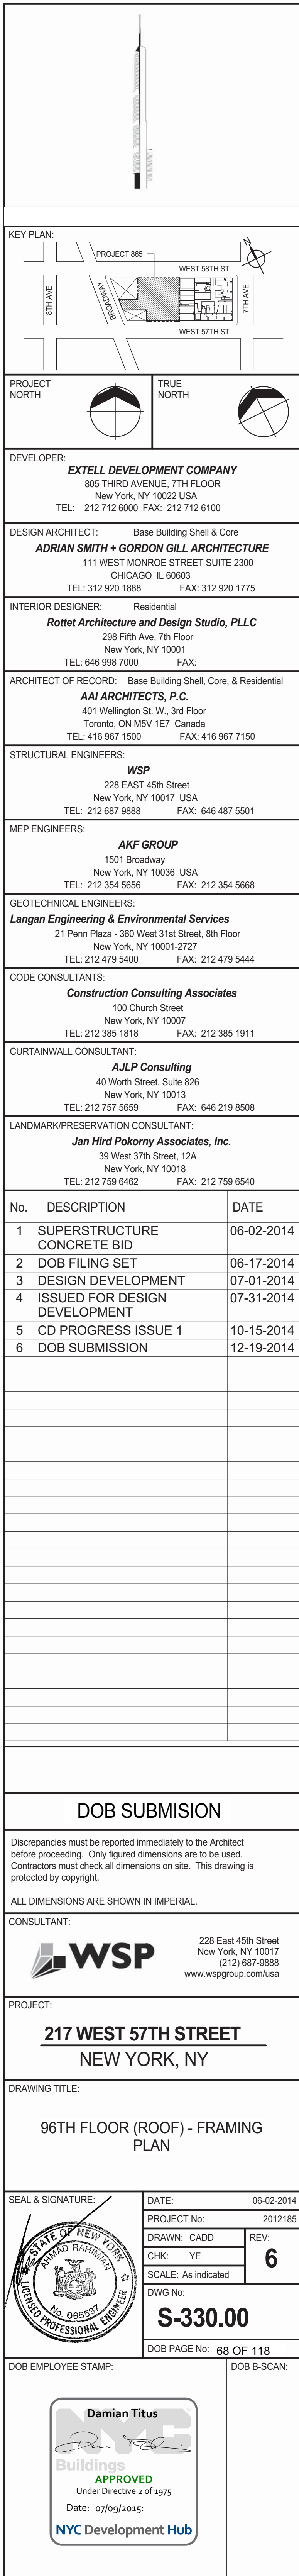 KEY PLAN:
N
PROJECT 865
WEST 58TH ST
8TH AVE
BROADWAY
7TH AVE
WEST 57TH ST
PROJECT
NORTH
TRUE
NORTH
DEVELOPER:
EXTELL DEVELOPMENT COMPANY
805 THIRD AVENUE, 7TH FLOOR
New York, NY 10022 USA
TEL: 212 712 6000 FAX: 212 712 6100
DESIGN ARCHITECT: Base Building Shell & Core
ADRIAN SMITH + GORDON GILL ARCHITECTURE
111 WEST MONROE STREET SUITE 2300
CHICAGO IL 60603
TEL: 312 920 1888 FAX: 312 920 1775
INTERIOR DESIGNER: Residential
Rottet Architecture and Design Studio, PLLC
298 Fifth Ave, 7th Floor
New York, NY 10001
TEL: 646 998 7000 FAX:
ARCHITECT OF RECORD: Base Building Shell, Core, & Residential
AAI ARCHITECTS, P.C.
401 Wellington St. W., 3rd Floor
Toronto, ON M5V 1E7 Canada
TEL: 416 967 1500 FAX: 416 967 7150
STRUCTURAL ENGINEERS:
WSP
228 EAST 45th Street
New York, NY 10017 USA
TEL: 212 687 9888 FAX: 646 487 5501
MEP ENGINEERS:
AKF GROUP
1501 Broadway
New York, NY 10036 USA
TEL: 212 354 5656 FAX: 212 354 5668
GEOTECHNICAL ENGINEERS:
Langan Engineering & Environmental Services
21 Penn Plaza - 360 West 31st Street, 8th Floor
New York, NY 10001-2727
TEL: 212 479 5400 FAX: 212 479 5444
CODE CONSULTANTS:
Construction Consulting Associates
100 Church Street
New York, NY 10007
TEL: 212 385 1818 FAX: 212 385 1911
CURTAINWALL CONSULTANT:
AJLP Consulting
40 Worth Street. Suite 826
New York, NY 10013
TEL: 212 757 5659 FAX: 646 219 8508
LANDMARK/PRESERVATION CONSULTANT:
Jan Hird Pokorny Associates, Inc.
39 West 37th Street, 12A
New York, NY 10018
TEL: 212 759 6462 FAX: 212 759 6540
No. DESCRIPTION DATE
1 SUPERSTRUCTURE 06-02-2014
CONCRETE BID
2 DOB FILING SET 06-17-2014
3 DESIGN DEVELOPMENT 07-01-2014
4 ISSUED FOR DESIGN 07-31-2014
DEVELOPMENT
5 CD PROGRESS ISSUE 1 10-15-2014
6 DOB SUBMISSION 12-19-2014
DOB SUBMISION
Discrepancies must be reported immediately to the Architect
before proceeding. Only figured dimensions are to be used.
Contractors must check all dimensions on site. This drawing is
protected by copyright.
ALL DIMENSIONS ARE SHOWN IN IMPERIAL.
CONSULTANT:
WSP
228 East 45th Street
New York, NY 10017
(212) 687-9888
www.wspgroup.com/usa
PROJECT:
217 WEST 57TH STREET
NEW YORK, NY
DRAWING TITLE:
96TH FLOOR (ROOF) - FRAMING
PLAN
SEAL & SIGNATURE:
STATE OF NEW YORK
AHMAD RAHIMIAN
No. 065537
LICENSED PROFESSIONAL ENGINEER
DATE: 06-02-2014
PROJECT No: 2012185
DRAWN: CADD
REV:
6
CHK: YE
SCALE: As indicated
DWG No:
S-330.00
DOB PAGE No: 68 OF 118
DOB EMPLOYEE STAMP:
DOB B-SCAN:
NYC
Damian Titus
Buildings
APPROVED
Under Directive 2 of 1975
Date: 07/09/2015:
NYC Development Hub